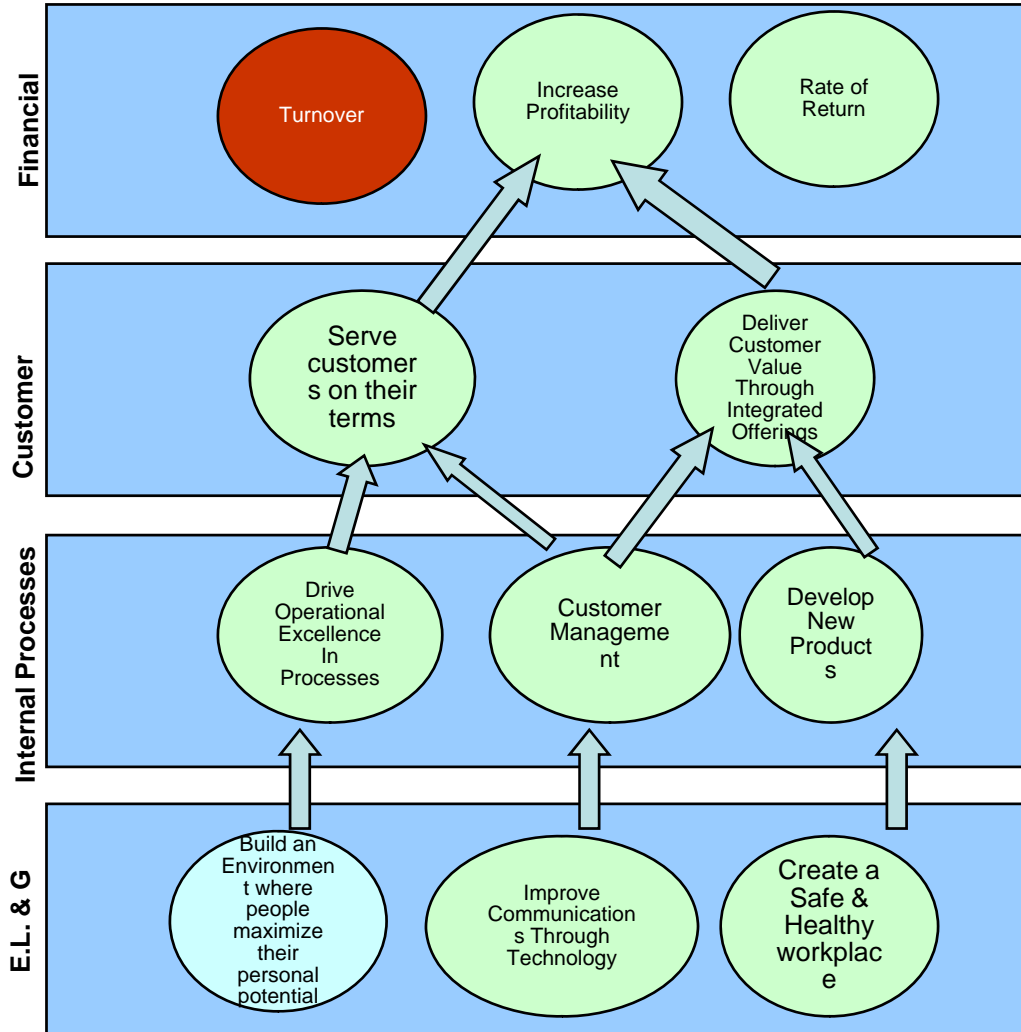 Financial
Turnover
Increase
Profitability
Rate of
Return
Customer
Serve
customer
s on their
terms
Deliver
Customer
Value
Through
Integrated
Offerings
Internal Processes
Drive
Operational
Excellence
In
Processes
Customer
Manageme
nt
Develop
New
Product
s
E.L. & G
Build an
Environmen
t where
people
maximize
their
personal
potential
Improve
Communication
s Through
Technology
Create a
Safe &
Healthy
workplac
e